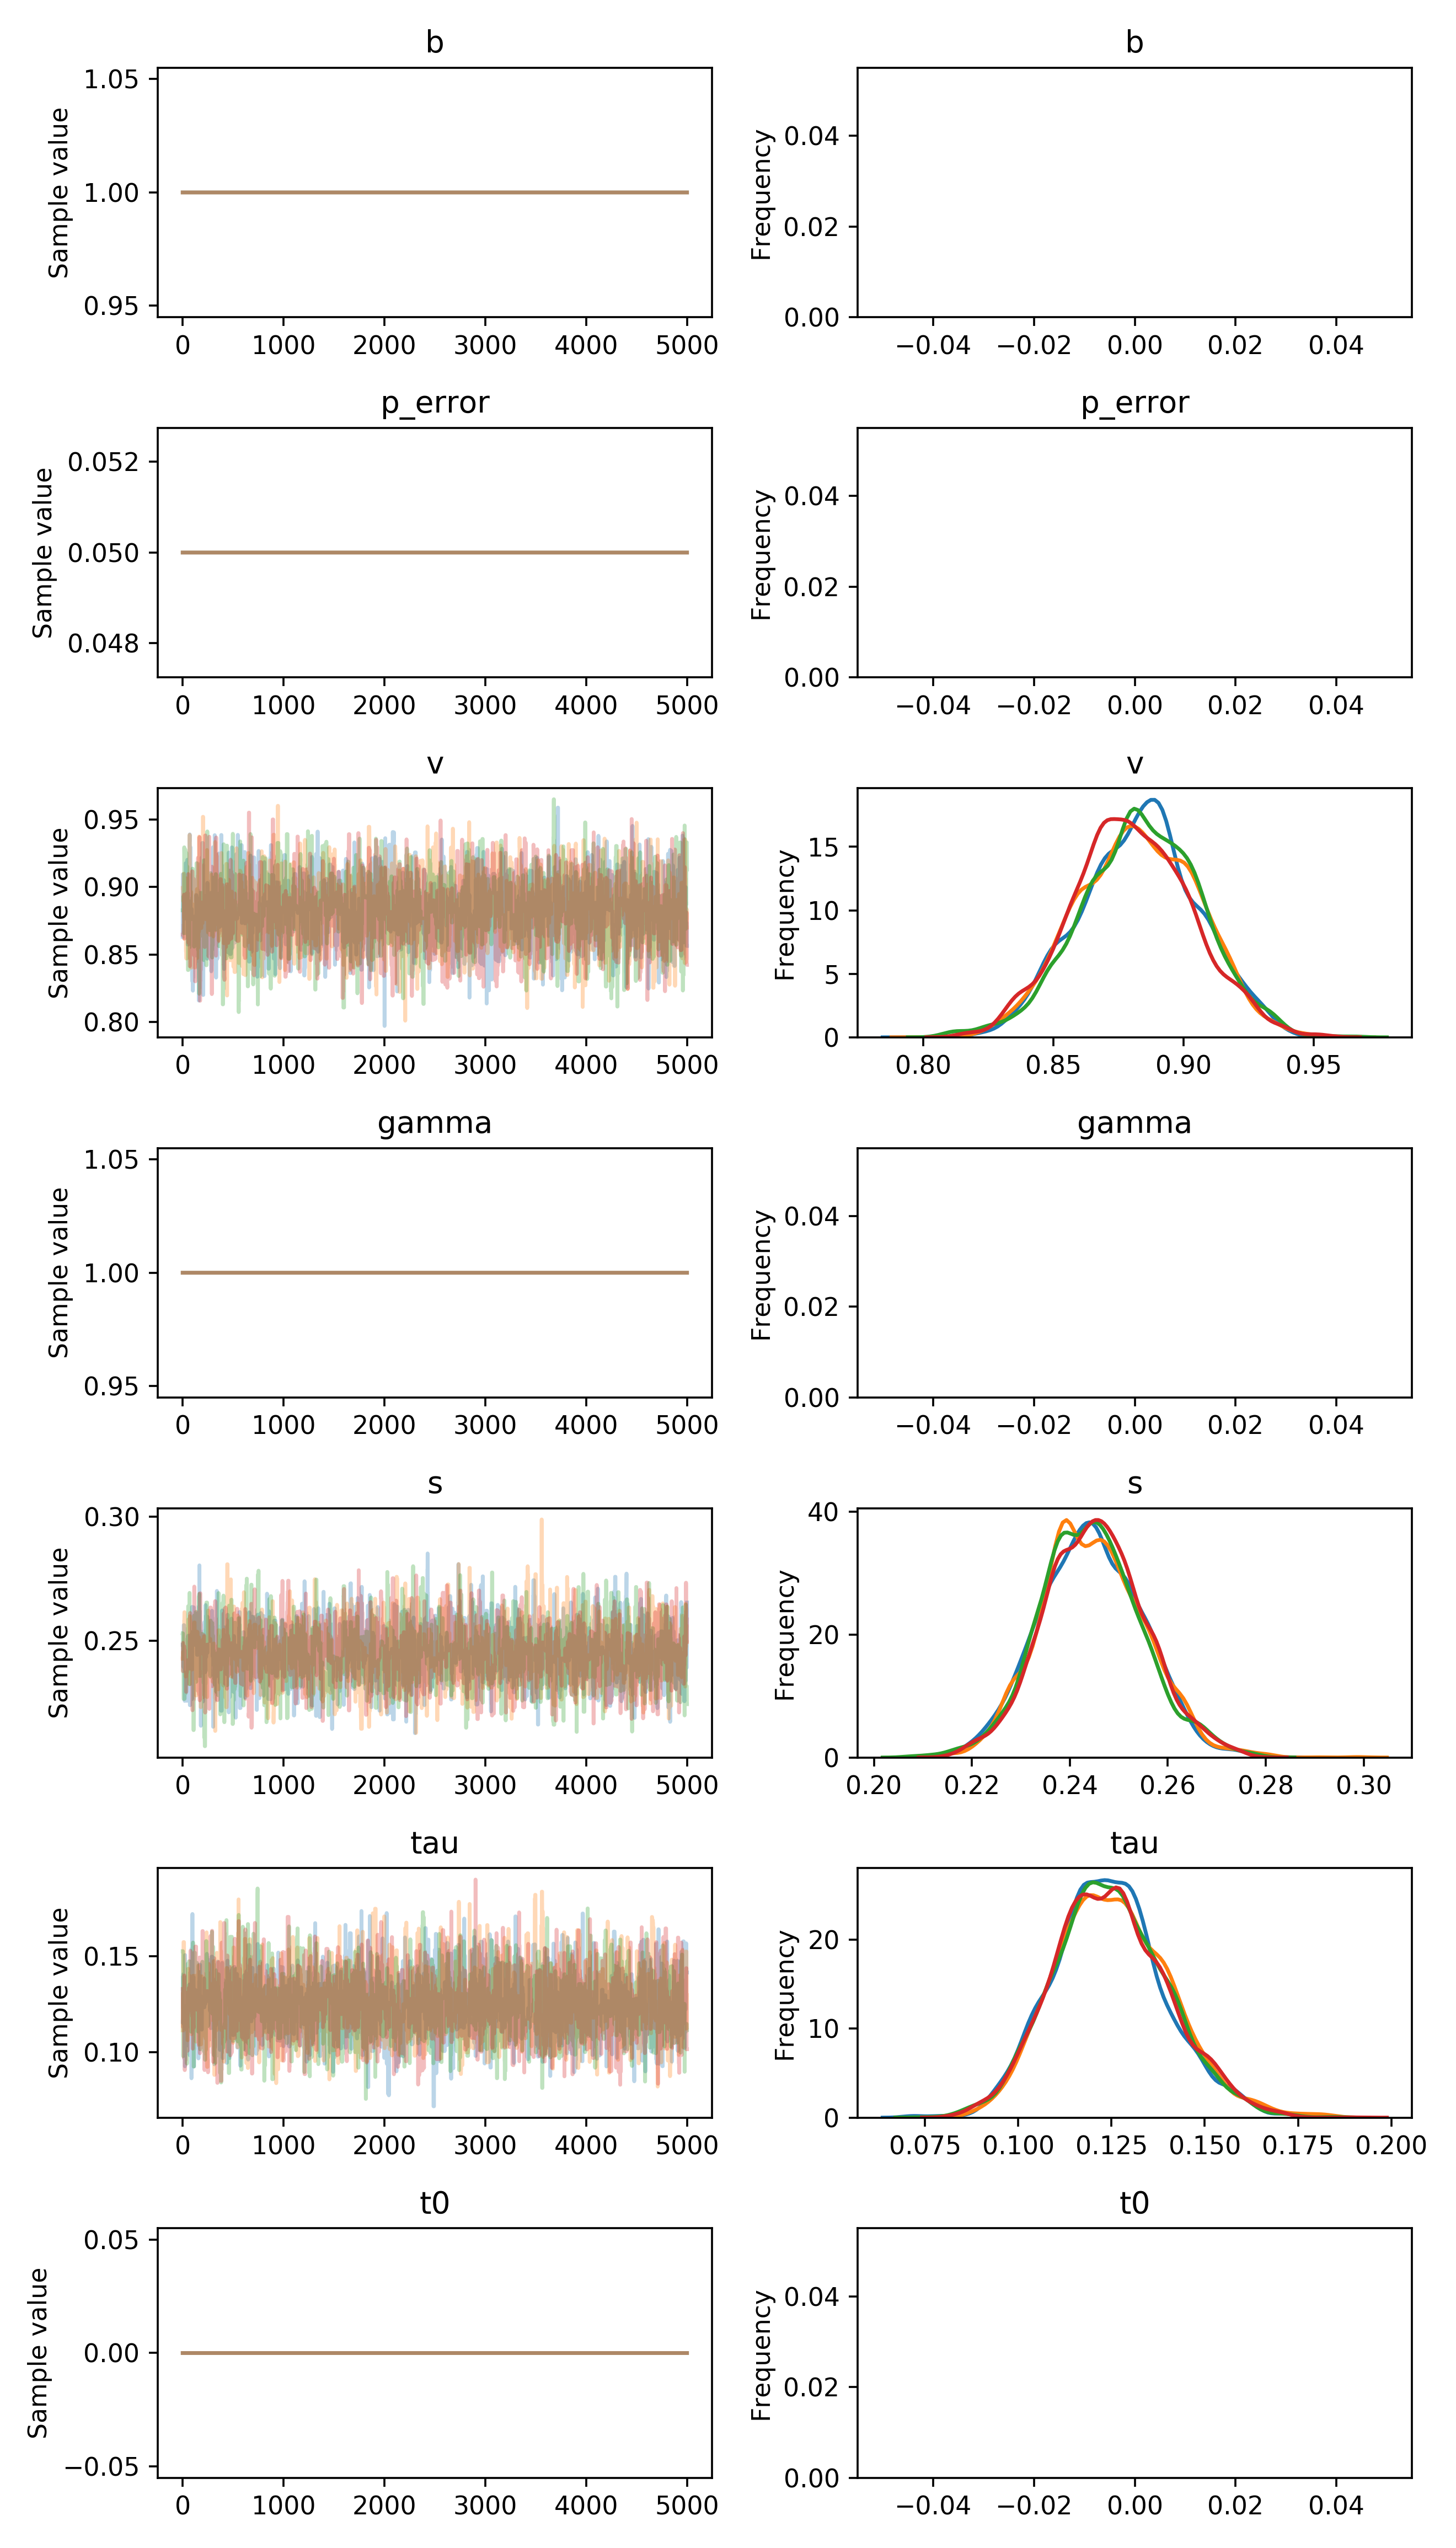 b
b
1.05
1.00
0.95
Sample value
0 1000 2000 3000 4000 5000
0.04
0.02
0.00
Frequency
−0.04 −0.02 0.00 0.02 0.04
p_error
p_error
0.052
0.050
0.048
Sample value
0 1000 2000 3000 4000 5000
0.04
0.02
0.00
Frequency
−0.04 −0.02 0.00 0.02 0.04
v
v
0.95
0.90
0.85
0.80
Sample value
0 1000 2000 3000 4000 5000
15
10
5
0
Frequency
0.80 0.85 0.90 0.95
gamma
gamma
1.05
1.00
0.95
Sample value
0 1000 2000 3000 4000 5000
0.04
0.02
0.00
Frequency
−0.04 −0.02 0.00 0.02 0.04
s
s
0.30
0.25
Sample value
0 1000 2000 3000 4000 5000
40
20
0
Frequency
0.20 0.22 0.24 0.26 0.28 0.30
tau
tau
0.15
0.10
Sample value
0 1000 2000 3000 4000 5000
20
10
0
Frequency
0.075 0.100 0.125 0.150 0.175 0.200
t0
t0
0.05
0.00
−0.05
Sample value
0 1000 2000 3000 4000 5000
0.04
0.02
0.00
Frequency
−0.04 −0.02 0.00 0.02 0.04